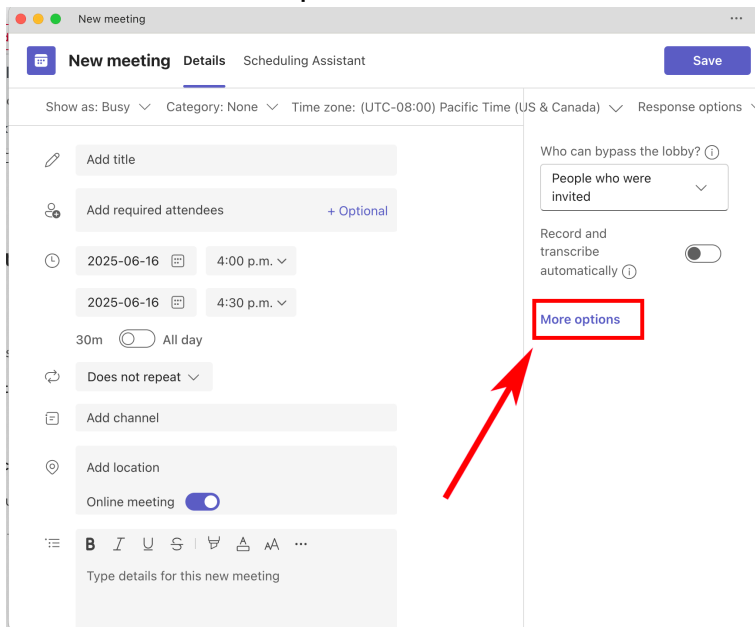 New meeting
New meeting Details Scheduling Assistant Save
Show as: Busy Category: None Time zone: (UTC-08:00) Pacific Time (US & Canada) Response options
Add title
Add required attendees + Optional
2025-06-16 4:00 p.m.
2025-06-16 4:30 p.m.
30m All day
Does not repeat
Add channel
Add location
Online meeting
B I U S A AA ...
Type details for this new meeting
Who can bypass the lobby?
People who were
invited
Record and
transcribe
automatically
More options